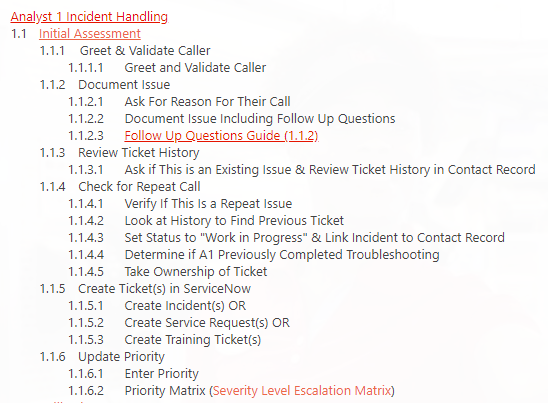 Analyst 1 Incident Handling
1.1 Initial Assessment
1.1.1 Greet & Validate Caller
1.1.1.1 Greet and Validate Caller
1.1.2 Document Issue
1.1.2.1 Ask For Reason For Their Call
1.1.2.2 Document Issue Including Follow Up Questions
1.1.2.3 Follow Up Questions Guide (1.1.2)
1.1.3 Review Ticket History
1.1.3.1 Ask if This is an Existing Issue & Review Ticket History in Contact Record
1.1.4 Check for Repeat Call
1.1.4.1 Verify If This Is a Repeat Issue
1.1.4.2 Look at History to Find Previous Ticket
1.1.4.3 Set Status to "Work in Progress" & Link Incident to Contact Record
1.1.4.4 Determine if A1 Previously Completed Troubleshooting
1.1.4.5 Take Ownership of Ticket
1.1.5 Create Ticket(s) in ServiceNow
1.1.5.1 Create Incident(s) OR
1.1.5.2 Create Service Request(s) OR
1.1.5.3 Create Training Ticket(s)
1.1.6 Update Priority
1.1.6.1 Enter Priority
1.1.6.2 Priority Matrix (Severity Level Escalation Matrix)